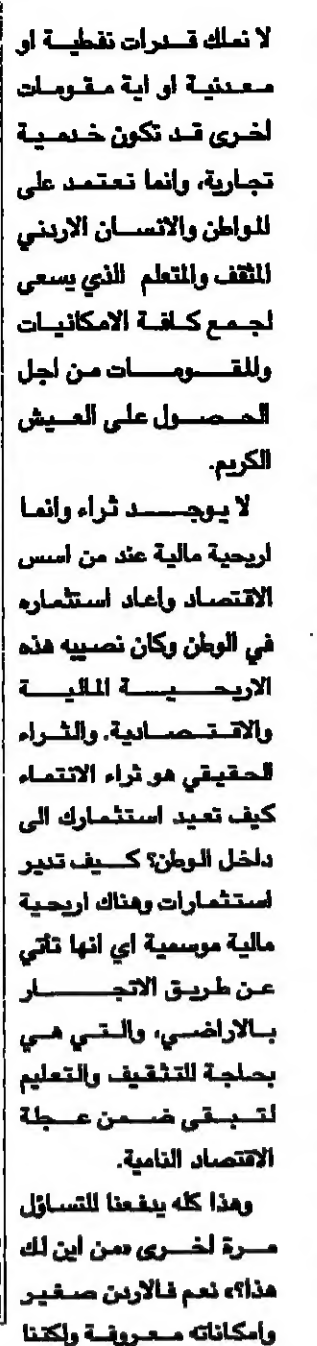 لا نملك قدرات نفطية او
معدنية او اية مقومات
اخرى قد تكون خدمية
تجارية، وانما نعتمد على
المواطن والانسان الاردني
المثقف والمتعلم الذي يسعى
لجمع كافة الامكانيات
والمقومات من اجل
الحصول على العيش
الكريم.
لا يوجد ثراء وانما
اريحية مالية عند من اسس
الاقتصاد واعاد استثماره
في الوطن وكان نصيبه هذه
الاريحية المالية
والاقتصادية. والثراء
الحقيقي هو ثراء الانتماء
كيف تعيد استثمارك الى
داخل الوطن؟ كيف تدير
استثمارات وهناك اريحية
مالية موسمية اي انها تأتي
عن طريق الاتجار
بالاراضي، والتي هي
بحاجة للتثقيف والتعليم
لتبقى ضمن عجلة
الاقتصاد النامية.
وهذا كله يدفعنا للتساؤل
مرة اخرى «من اين لك
هذا؟» نعم فالاردن صغير
وامكاناته معروفة ولكننا